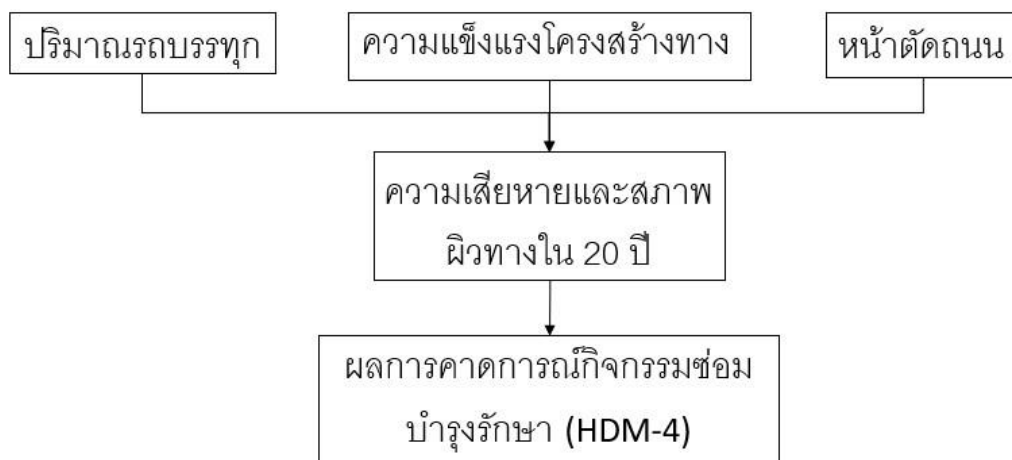 ปริมาณรถบรรทุก
ความแข็งแรงโครงสร้างทาง
หน้าตัดถนน
ความเสียหายและสภาพ
ผิวทางใน 20 ปี
ผลการคาดการณ์กิจกรรมซ่อม
บำรุงรักษา (HDM-4)